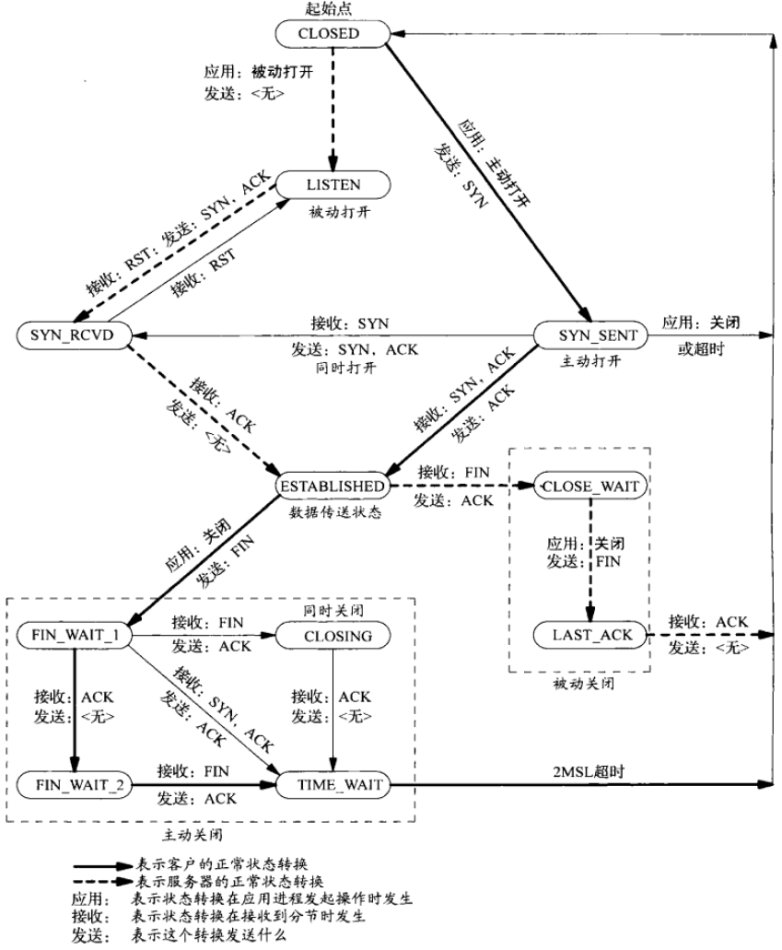 起始点
CLOSED
应用：被动打开
发送：<无>
应用：主动打开
发送：SYN
LISTEN
被动打开
接收：RST；发送：SYN，ACK
接收：RST
SYN_RCVD
接收：SYN
发送：SYN，ACK
同时打开
SYN_SENT
主动打开
应用：关闭
或超时
接收：ACK
发送：<无>
接收：SYN，ACK
发送：ACK
ESTABLISHED
数据传送状态
接收：FIN
发送：ACK
CLOSE_WAIT
应用：关闭
发送：FIN
应用：关闭
发送：FIN
LAST_ACK
接收：ACK
发送：<无>
被动关闭
同时关闭
FIN_WAIT_1
接收：FIN
发送：ACK
CLOSING
接收：ACK
发送：<无>
接收：SYN，ACK
发送：ACK
接收：ACK
发送：<无>
FIN_WAIT_2
接收：FIN
发送：ACK
TIME_WAIT
2MSL超时
主动关闭
表示客户的正常状态转换
表示服务器的正常状态转换
应用： 表示状态转换在应用进程发起操作时发生
接收： 表示状态转换在接收到分节时发生
发送： 表示这个转换发送什么